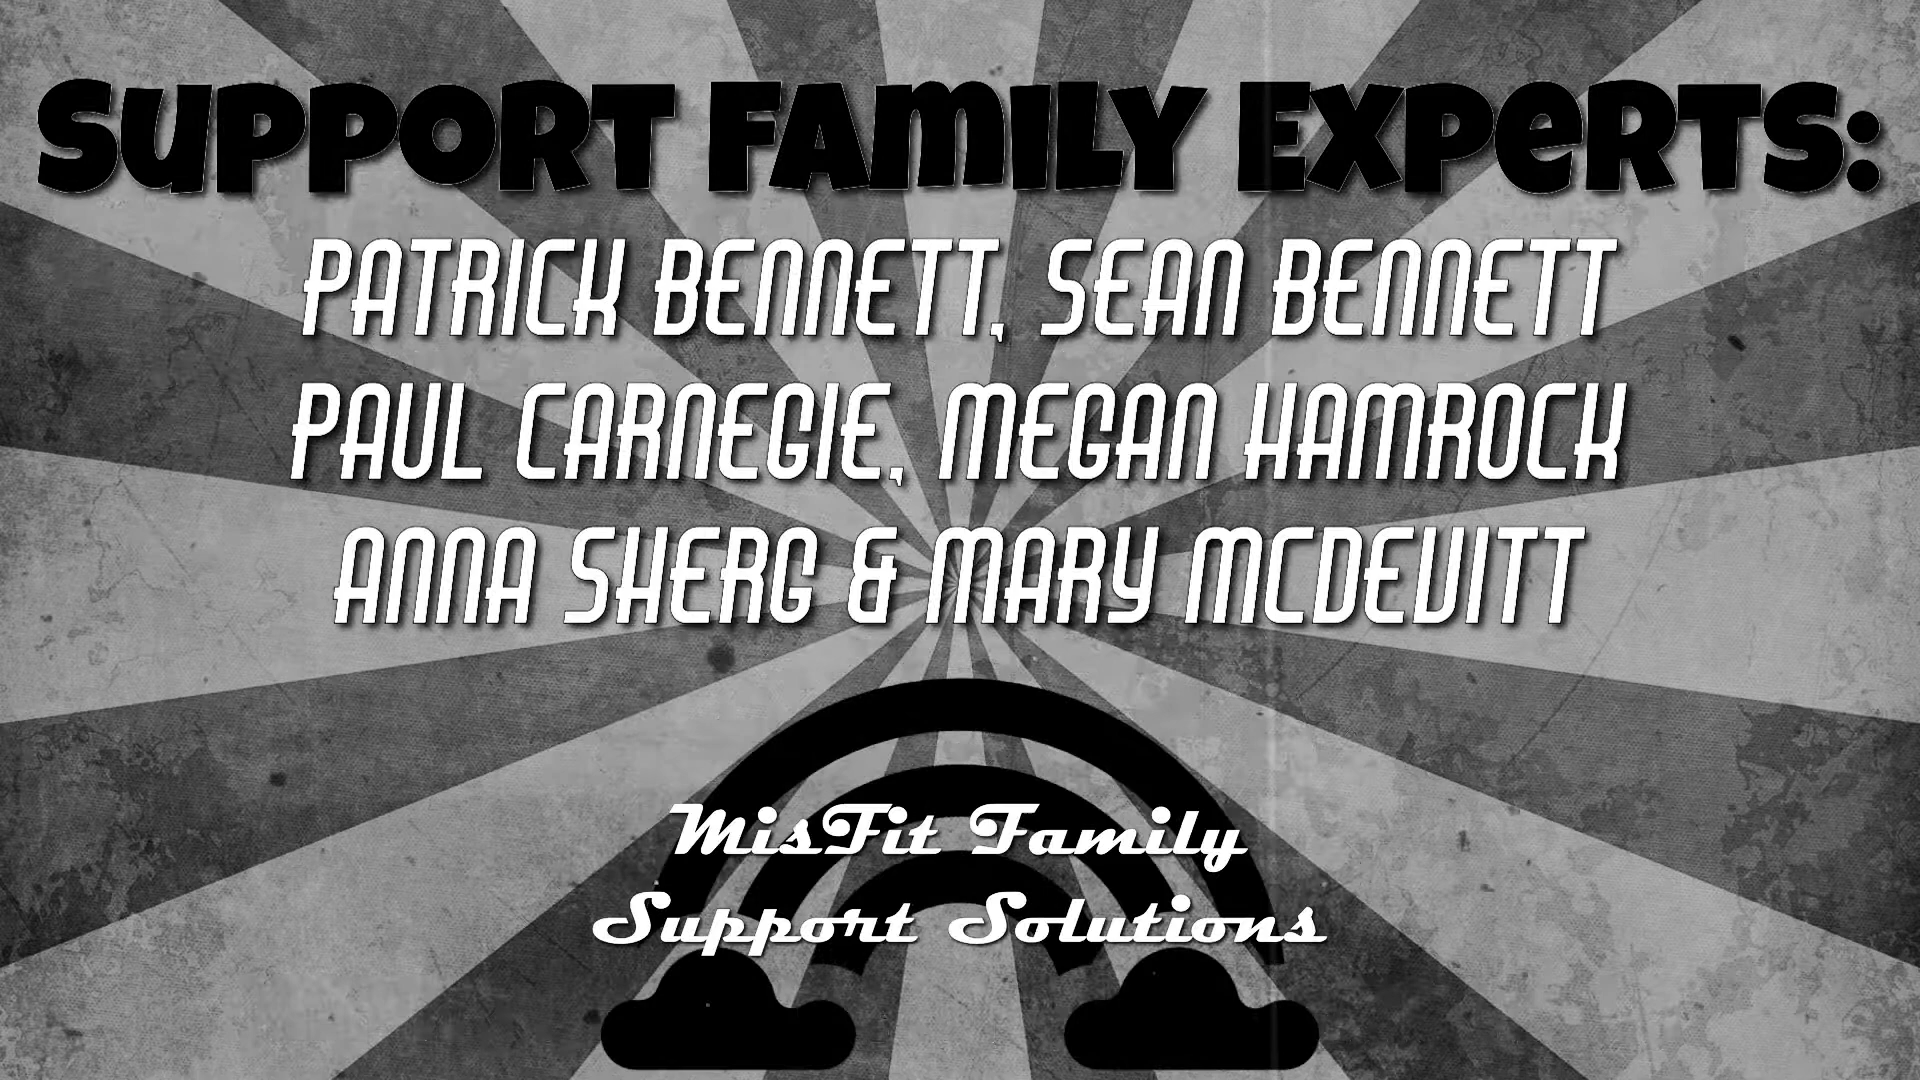 Support Family Experts:
PATRICK BENNETT, SEAN BENNETT
PAUL CARNEGIE, MEGAN HAMROCK
ANNA SHERG & MARY MCDEVITT
MisFit Family
Support Solutions